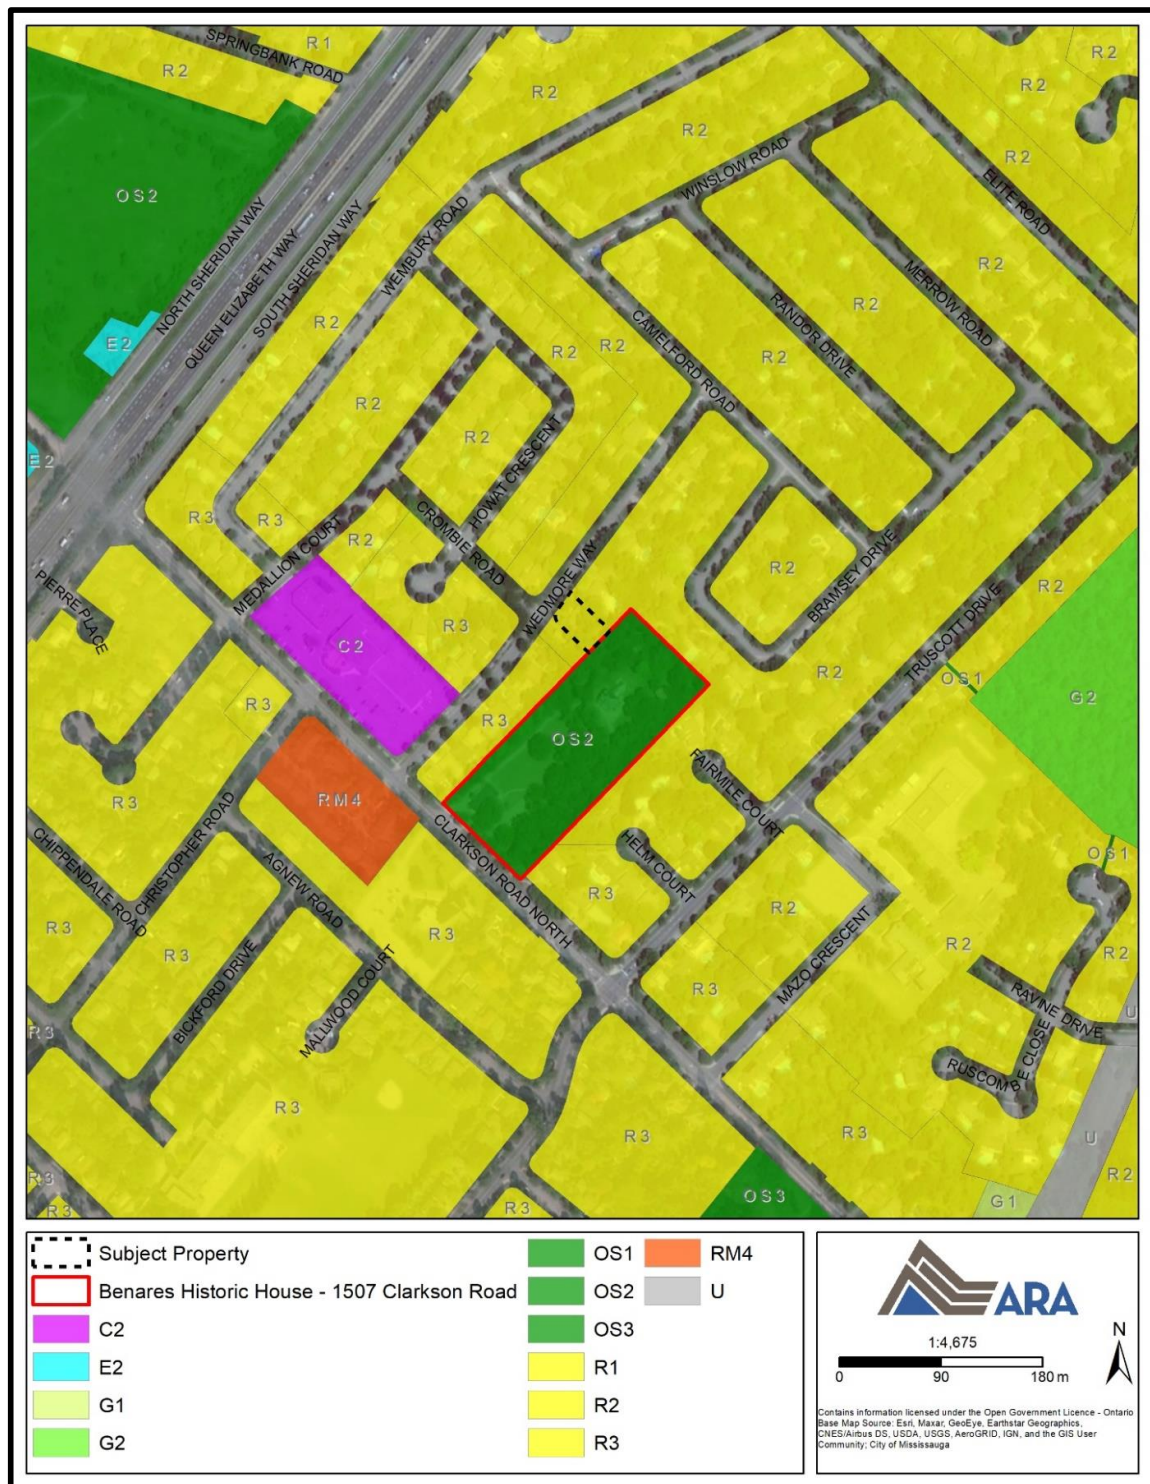 SPRINGBANK ROAD
R1
R2
R2
R2
R2
R2
R2
OS2
WINSLOW ROAD
ELITE ROAD
WEMBURY ROAD
NORTH SHERIDAN WAY
QUEEN ELIZABETH WAY
SOUTH SHERIDAN WAY
MERROW ROAD
R2
R2
RANDOR DRIVE
CAMELFORD ROAD
E2
R2
R2
R2
R2
R2
R2
HOWAT CRESCENT
E2
CROMBIE ROAD
R3
R3
R2
MEDALLION COURT
WEDMORE WAY
BRAMSEY DRIVE
R2
R2
PIERRE PLACE
R3
C2
TRUSCOTT DRIVE
R2
OS1
G2
R3
R3
OS2
FAIRMILE COURT
RM4
R3
CHRISTOPHER ROAD
CHIPPENDALE ROAD
AGNEW ROAD
CLARKSON ROAD NORTH
HELM COURT
OS1
R3
R2
R3
R3
R3
MAZO CRESCENT
R2
R2
BICKFORD DRIVE
MALLWOOD COURT
R3
RAVINE DRIVE
U
R3
RUSCOMBE CLOSE
R3
R3
R3
U
R3
R3
R3
OS3
G1
R2
Subject Property
Benares Historic House - 1507 Clarkson Road
C2
E2
G1
G2
OS1
OS2
OS3
R1
R2
R3
RM4
U
ARA
1:4,675
N
0 90 180 m
Contains information licensed under the Open Government Licence - Ontario
Base Map Source: Esri, Maxar, GeoEye, Earthstar Geographics,
CNES/Airbus DS, USDA, USGS, AeroGRID, IGN, and the GIS User
Community; City of Mississauga